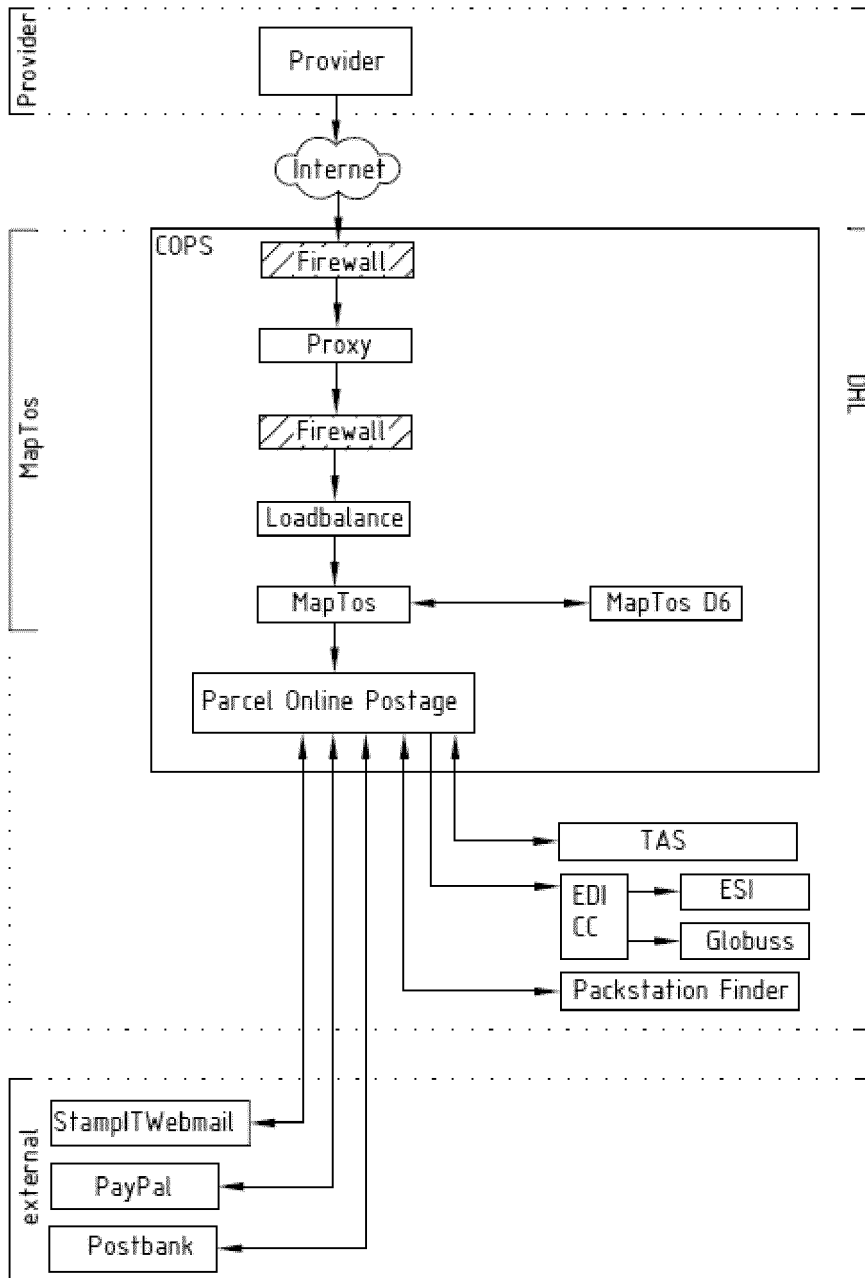 Provider
Provider
Internet
COPS
Firewall
Proxy
DHL
Firewall
MapTos
Loadbalance
MapTos
MapTos D6
Parcel Online Postage
TAS
EDI
CC
ESI
Globuss
Packstation Finder
StampITWebmail
external
PayPal
Postbank